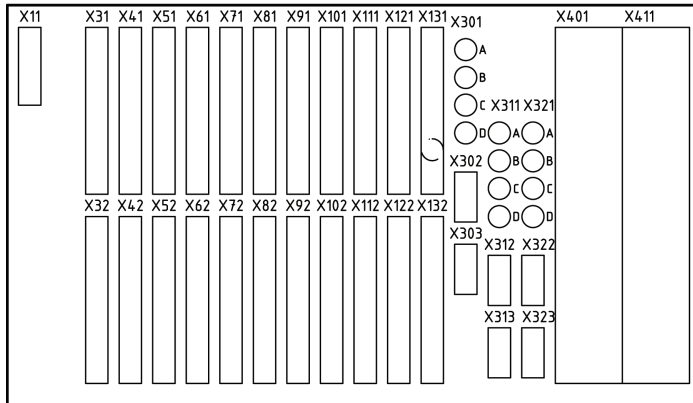 X11 X31 X41 X51 X61 X71 X81 X91 X101 X111 X121 X131 X301 X401 X411
A
B
C X311 X321
D A A
X302 B B
C C
X32 X42 X52 X62 X72 X82 X92 X102 X112 X122 X132 D D
X303 X312 X322
X313 X323